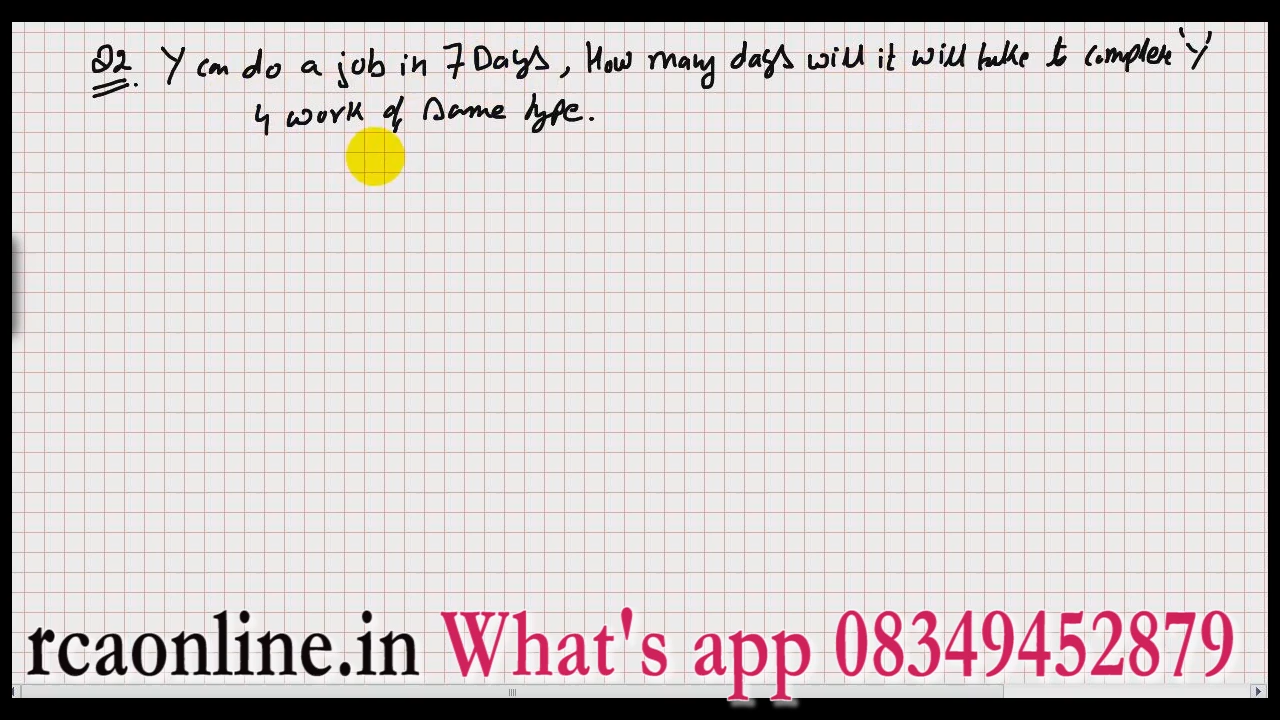 Q2. Y can do a job in 7 Days, How many days will it will take to complete 'Y'
4 work of Same type.
rcaonline.in What's app 08349452879